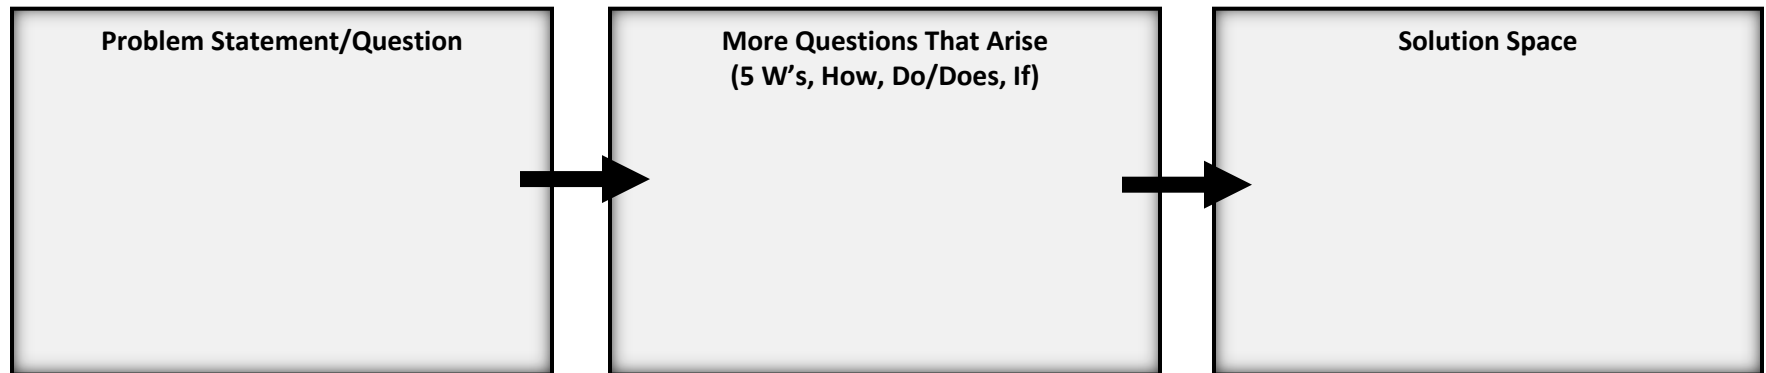 Problem Statement/Question
More Questions That Arise
(5 W's, How, Do/Does, If)
Solution Space